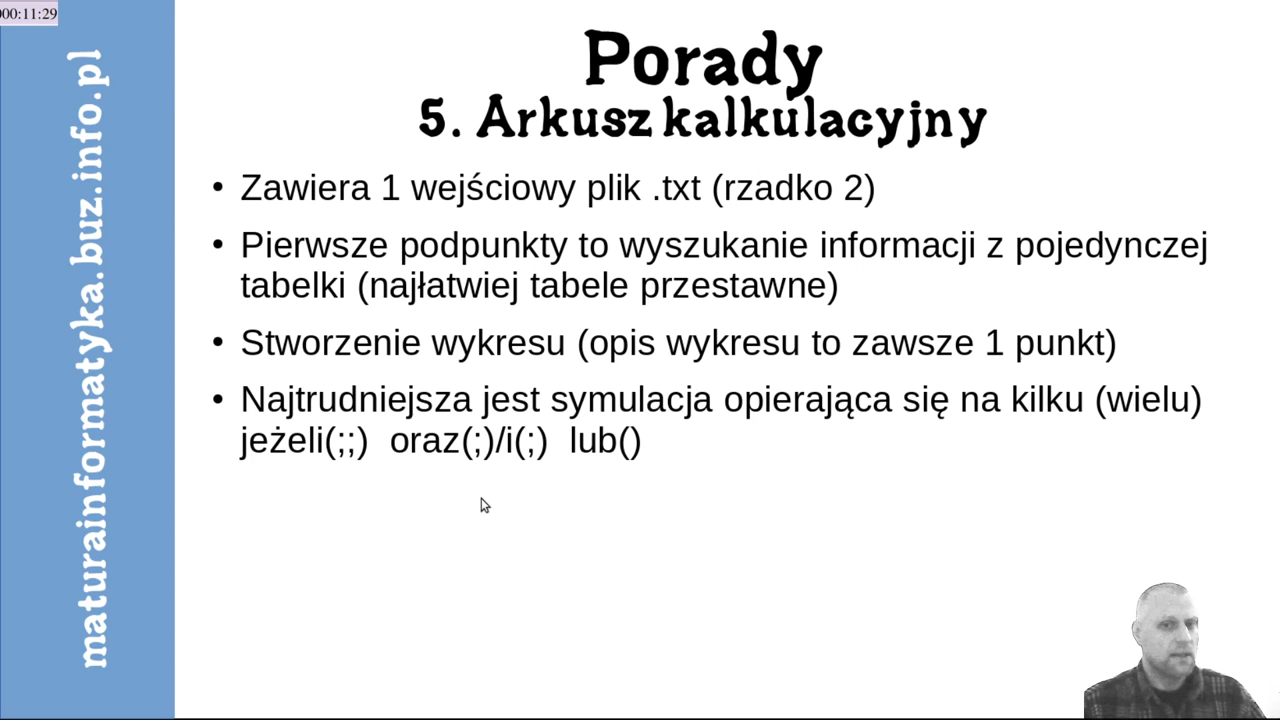 000:11:29
maturainformatyka.buz.info.pl
Porady
5. Arkusz kalkulacyjny
• Zawiera 1 wejściowy plik .txt (rzadko 2)
• Pierwsze podpunkty to wyszukanie informacji z pojedynczej
tabelki (najłatwiej tabele przestawne)
• Stworzenie wykresu (opis wykresu to zawsze 1 punkt)
• Najtrudniejsza jest symulacja opierająca się na kilku (wielu)
jeżeli(;;) oraz(;)/i(;) lub()